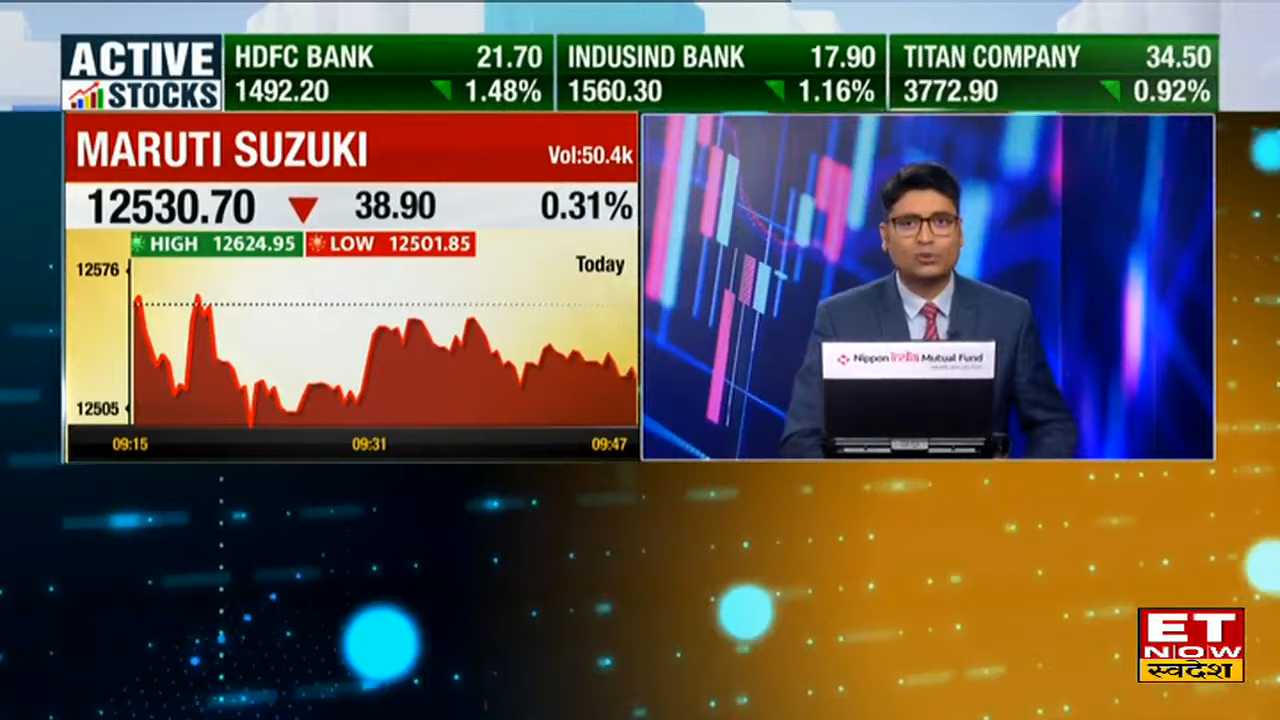 ACTIVE STOCKS
HDFC BANK 21.70
1492.20 1.48%
INDUSIND BANK 17.90
1560.30 1.16%
TITAN COMPANY 34.50
3772.90 0.92%
MARUTI SUZUKI Vol:50.4k
12530.70 38.90 0.31%
HIGH 12624.95 LOW 12501.85
Today
12576
12505
09:15 09:31 09:47
Nippon india Mutual Fund
ET
NOW
स्वदेश